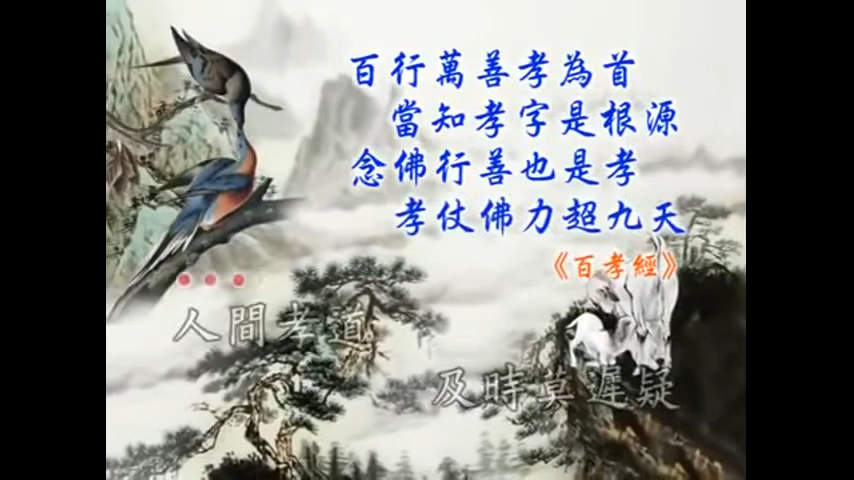 百行萬善孝為首
當知孝字是根源
念佛行善也是孝
孝仗佛力超九天
《百孝經》
人間孝道
及時莫遲疑